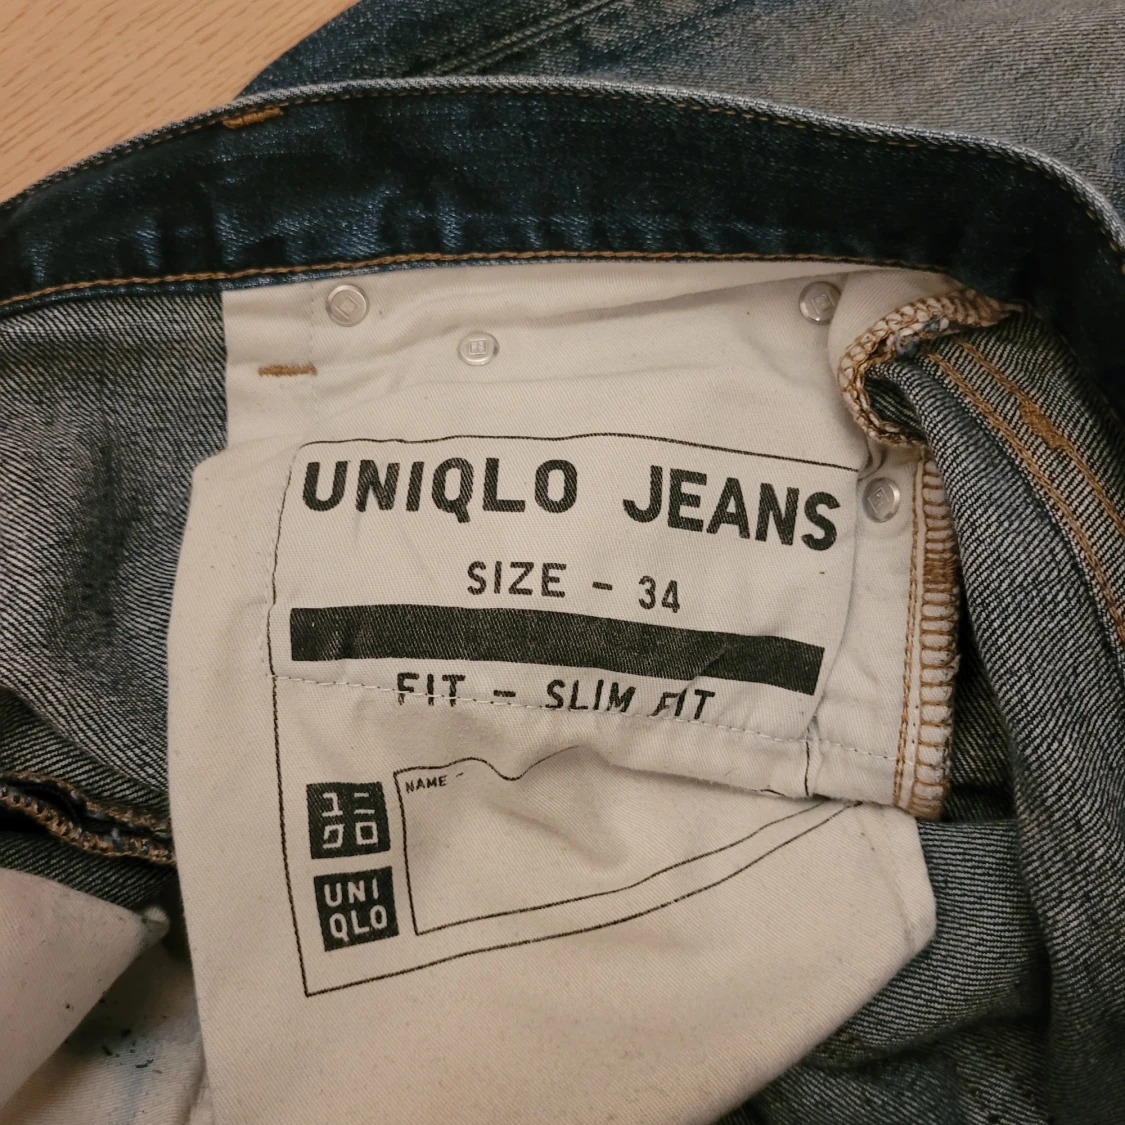 UNIQLO JEANS
SIZE - 34
FIT - SLIM FIT
NAME -
ユニ
クロ
UNI
QLO